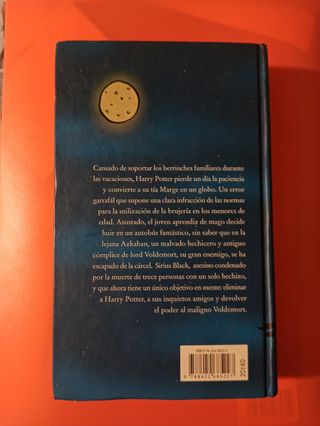 Cansado de soportar los berrinches familiares durante
las vacaciones, Harry Potter pierde un día la paciencia
y convierte a su tía Marge en un globo. Un error
garrafál que supone una clara infracción de las normas
para la utilización de la brujería en los menores de
edad. Asustado, el joven aprendiz de mago decide
huir en un autobús fantástico, sin saber que en la
lejana Azkaban, un malvado hechicero y antiguo
cómplice de lord Voldemort, su gran enemigo, se ha
escapado de la cárcel. Sirius Black, asesino condenado
por la muerte de trece personas con un solo hechizo,
y que ahora tiene un único objetivo en mente: eliminar
a Harry Potter, a sus inquietos amigos y devolver
el poder al maligno Voldemort.
20180